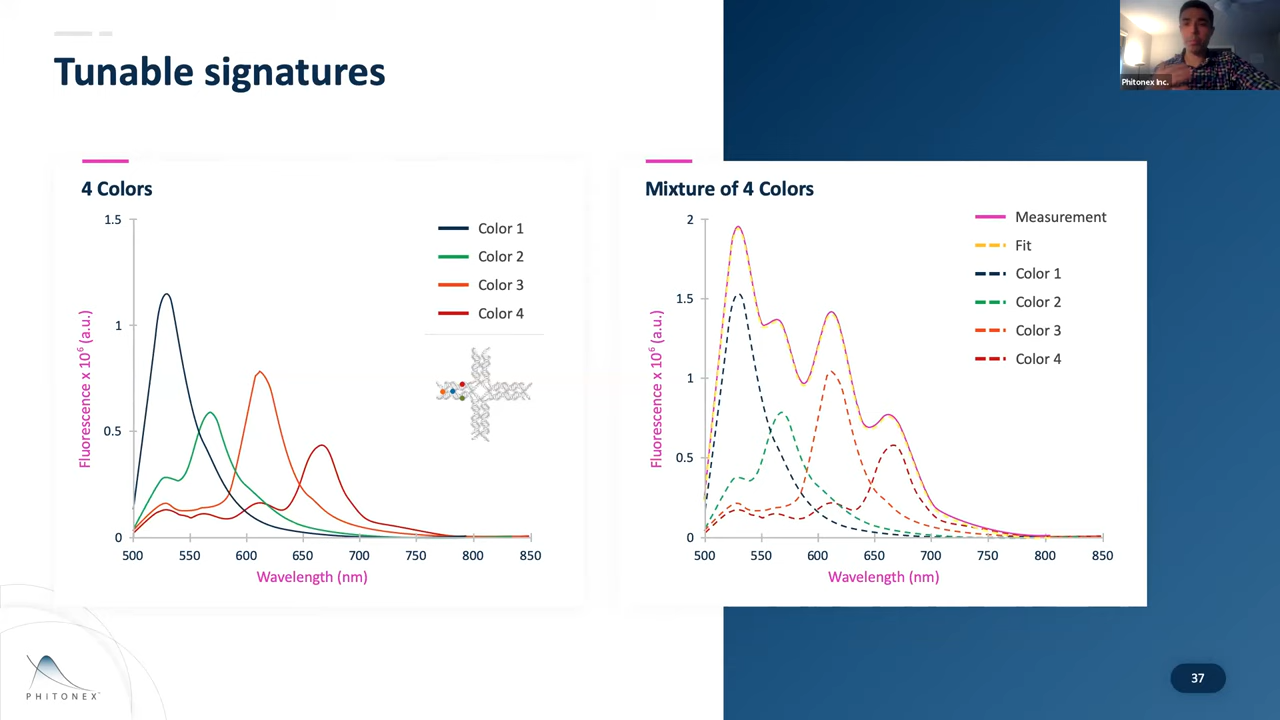 Tunable signatures
Phitonex Inc.
4 Colors
1.5
1
0.5
0
Fluorescence x 10⁶ (a.u.)
500 550 600 650 700 750 800 850
Wavelength (nm)
Color 1
Color 2
Color 3
Color 4
Mixture of 4 Colors
2
1.5
1
0.5
0
Fluorescence x 10⁶ (a.u.)
500 550 600 650 700 750 800 850
Wavelength (nm)
Measurement
Fit
Color 1
Color 2
Color 3
Color 4
PHITONEX
37